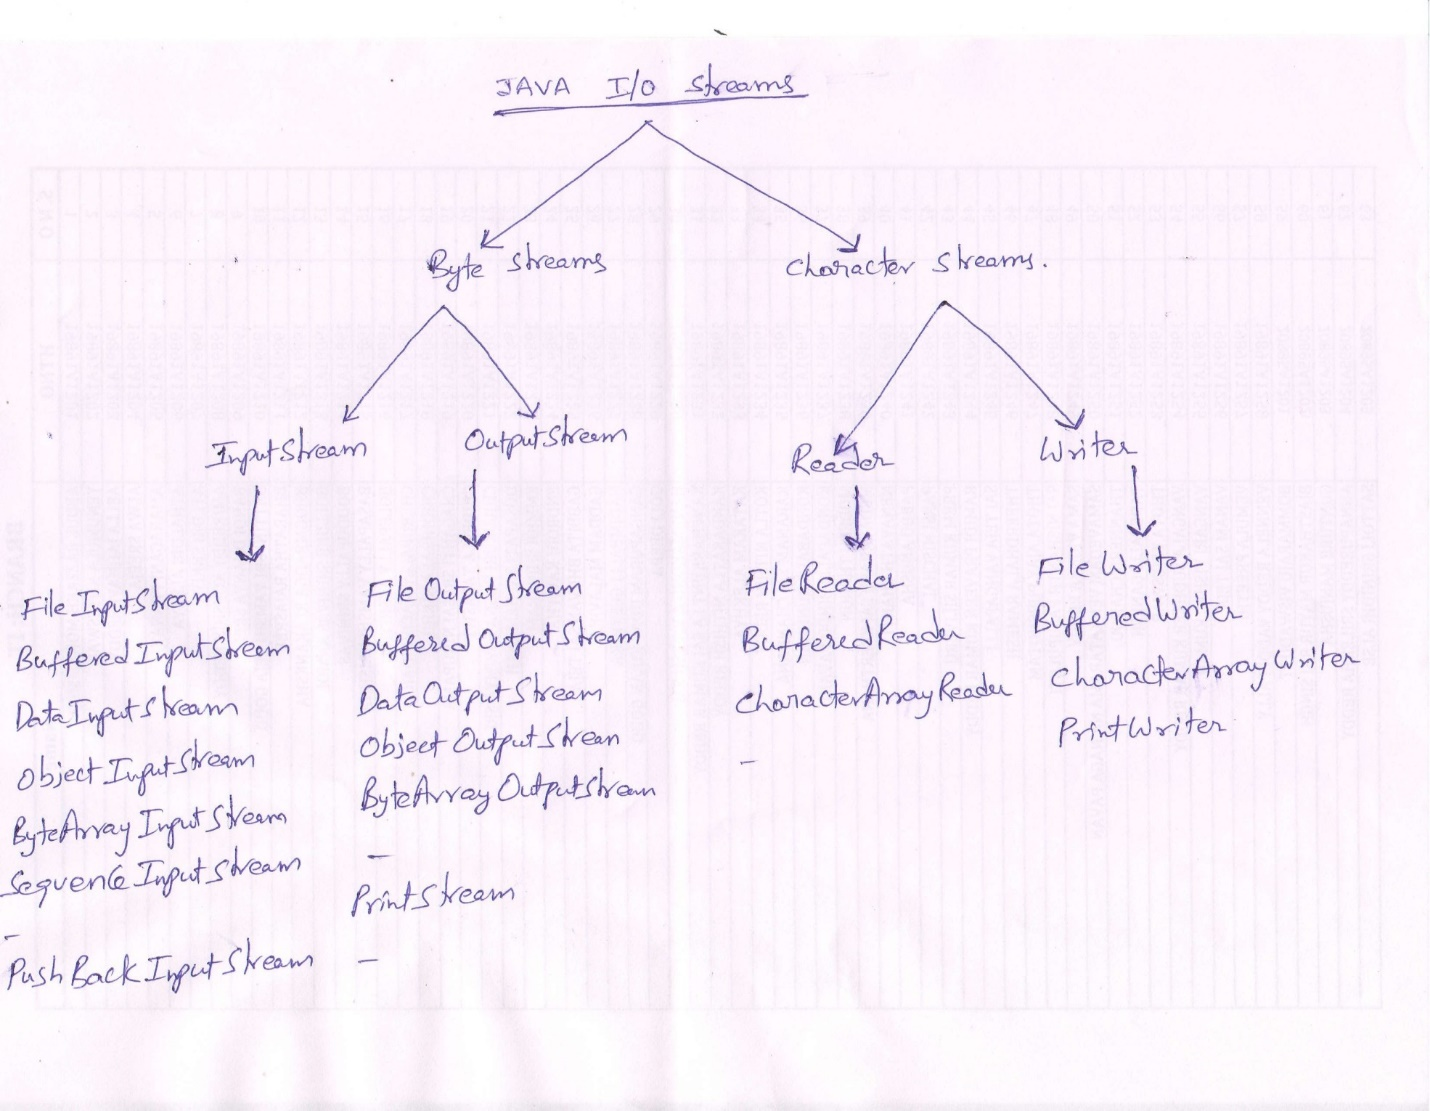 JAVA I/O Streams
Byte Streams
Character Streams.
InputStream
OutputStream
Reader
Writer
File InputStream
Buffered InputStream
DataInputStream
Object InputStream
ByteArray InputStream
Sequence InputStream
-
PushBack InputStream
File OutputStream
Buffered OutputStream
DataOutputStream
Object OutputStream
ByteArray OutputStream
-
PrintStream
-
FileReader
BufferedReader
CharacterArrayReader
-
File Writer
BufferedWriter
CharacterArrayWriter
PrintWriter